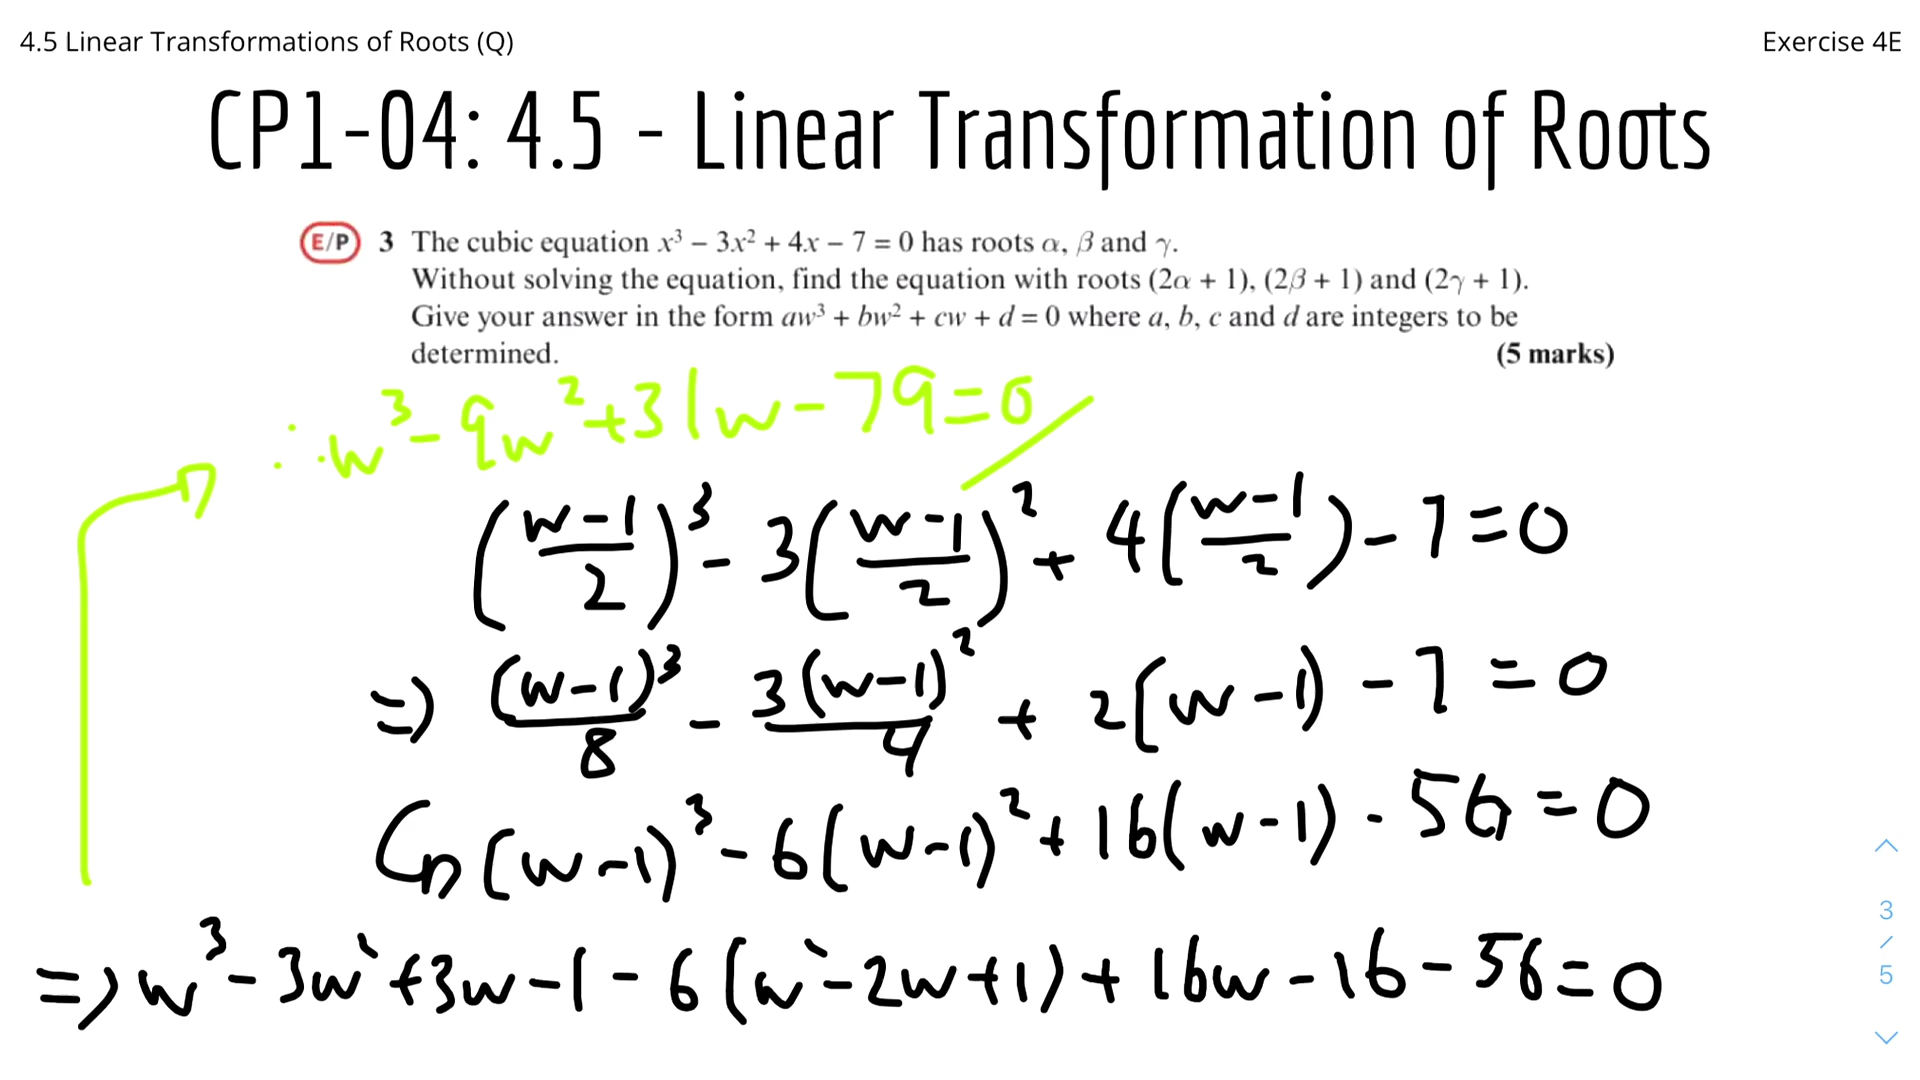 4.5 Linear Transformations of Roots (Q)
Exercise 4E
CP1-04: 4.5 - Linear Transformation of Roots
E/P 3 The cubic equation x³ – 3x² + 4x – 7 = 0 has roots α, β and γ.
Without solving the equation, find the equation with roots (2α + 1), (2β + 1) and (2γ + 1).
Give your answer in the form aw³ + bw² + cw + d = 0 where a, b, c and d are integers to be
determined. (5 marks)
∴ w³ - 9w² + 31w - 79 = 0
((w-1)/2)³ - 3((w-1)/2)² + 4((w-1)/2) - 7 = 0
⇒ (w-1)³/8 - 3(w-1)²/4 + 2(w-1) - 7 = 0
↪ (w-1)³ - 6(w-1)² + 16(w-1) - 56 = 0
⇒ w³ - 3w² + 3w - 1 - 6(w² - 2w + 1) + 16w - 16 - 56 = 0
3
/
5